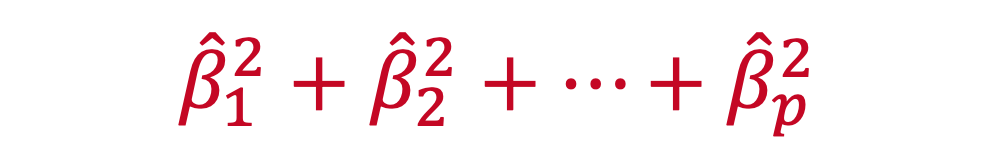 β̂₁² + β̂₂² + ⋯ + β̂ₚ²